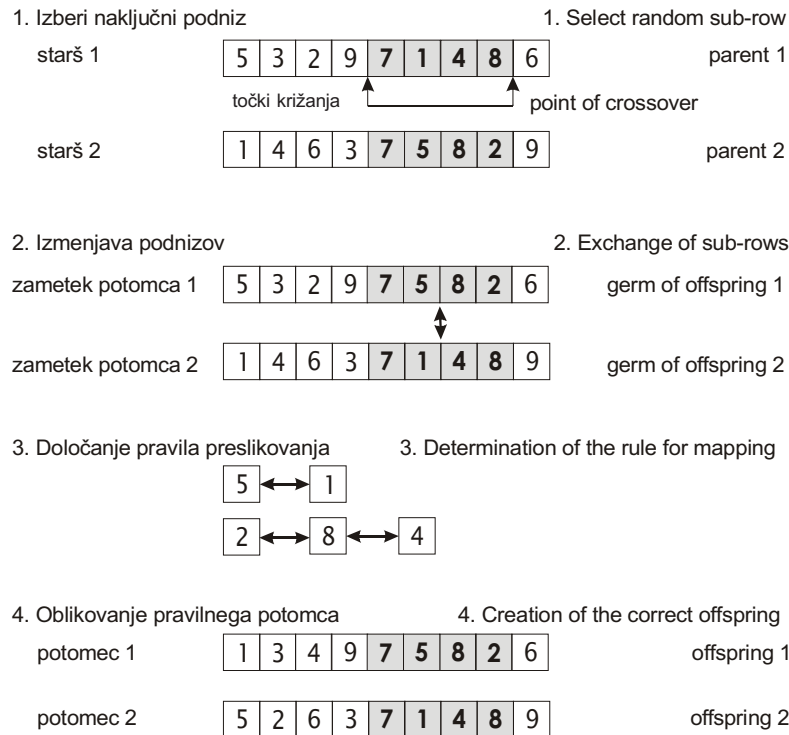 1. Izberi naključni podniz 1. Select random sub-row
starš 1 5 3 2 9 7 1 4 8 6 parent 1
točki križanja point of crossover
starš 2 1 4 6 3 7 5 8 2 9 parent 2
2. Izmenjava podnizov 2. Exchange of sub-rows
zametek potomca 1 5 3 2 9 7 5 8 2 6 germ of offspring 1
zametek potomca 2 1 4 6 3 7 1 4 8 9 germ of offspring 2
3. Določanje pravila preslikovanja 3. Determination of the rule for mapping
5 1
2 8 4
4. Oblikovanje pravilnega potomca 4. Creation of the correct offspring
potomec 1 1 3 4 9 7 5 8 2 6 offspring 1
potomec 2 5 2 6 3 7 1 4 8 9 offspring 2